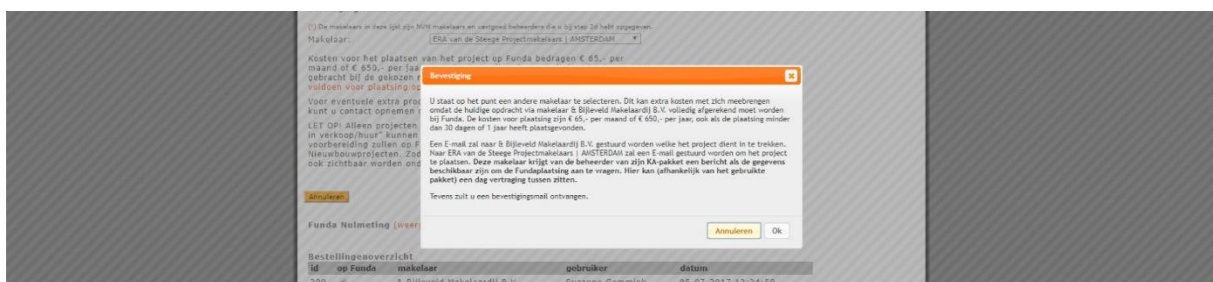 (!) De makelaars in deze lijst zijn NVM makelaars en vastgoed beheerders die u bij stap 2d hebt opgegeven.
Makelaar: ERA van de Steege Projectmakelaars | AMSTERDAM
Kosten voor het plaatsen van het project op Funda bedragen € 65,- per
maand of € 650,- per jaa
gebracht bij de gekozen
voldoen voor plaatsing op
Voor eventuele extra
kunt u contact opnemen
LET OP! Alleen projecten
in verkoop/huur" kunnen
voorbereiding zullen op F
Nieuwbouwprojecten.
ook zichtbaar worden
Bevestiging
U staat op het punt een andere makelaar te selecteren. Dit kan extra kosten met zich meebrengen
omdat de huidige opdracht via makelaar & Bijleveld Makelaardij B.V. volledig afgerekend moet worden
bij Funda. De kosten voor plaatsing zijn € 65,- per maand of € 650,- per jaar, ook als de plaatsing minder
dan 30 dagen of 1 jaar heeft plaatsgevonden.
Een E-mail zal naar & Bijleveld Makelaardij B.V. gestuurd worden welke het project dient in te trekken.
Naar ERA van de Steege Projectmakelaars | AMSTERDAM zal een E-mail gestuurd worden om het project
te plaatsen. Deze makelaar krijgt van de beheerder van zijn KA-pakket een bericht als de gegevens
beschikbaar zijn om de Fundaplaatsing aan te vragen. Hier kan (afhankelijk van het gebruikte
pakket) een dag vertraging tussen zitten.
Tevens zult u een bevestigingsmail ontvangen.
Annuleren Ok
Annuleren
Funda Nulmeting (weer
Bestellingenoverzicht
id op Funda makelaar gebruiker datum
& Bijleveld Makelaardij B.V. Suzanne